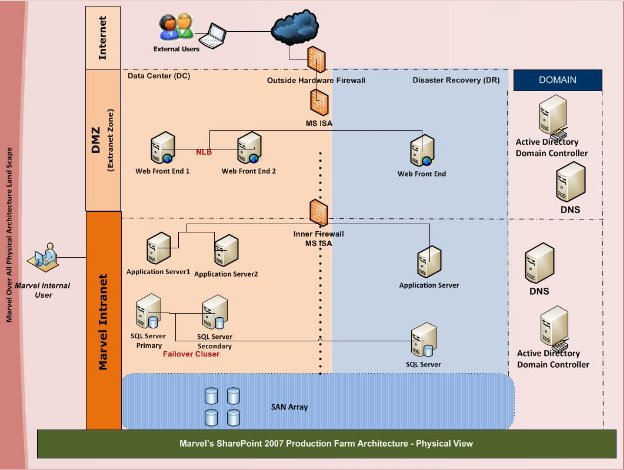 Marvel Over All Physical Architecture Land Scape
Internet
External Users
Outside Hardware Firewall
Data Center (DC)
Disaster Recovery (DR)
DOMAIN
DMZ
(Extranet Zone)
MS ISA
NLB
Web Front End 1
Web Front End 2
Web Front End
Active Directory
Domain Controller
DNS
Inner Firewall
MS ISA
Marvel Internal
User
Marvel Intranet
Application Server1
Application Server2
Application Server
DNS
SQL Server
Primary
SQL Server
Secondary
Failover Cluser
SQL Server
Active Directory
Domain Controller
SAN Array
Marvel's SharePoint 2007 Production Farm Architecture - Physical View